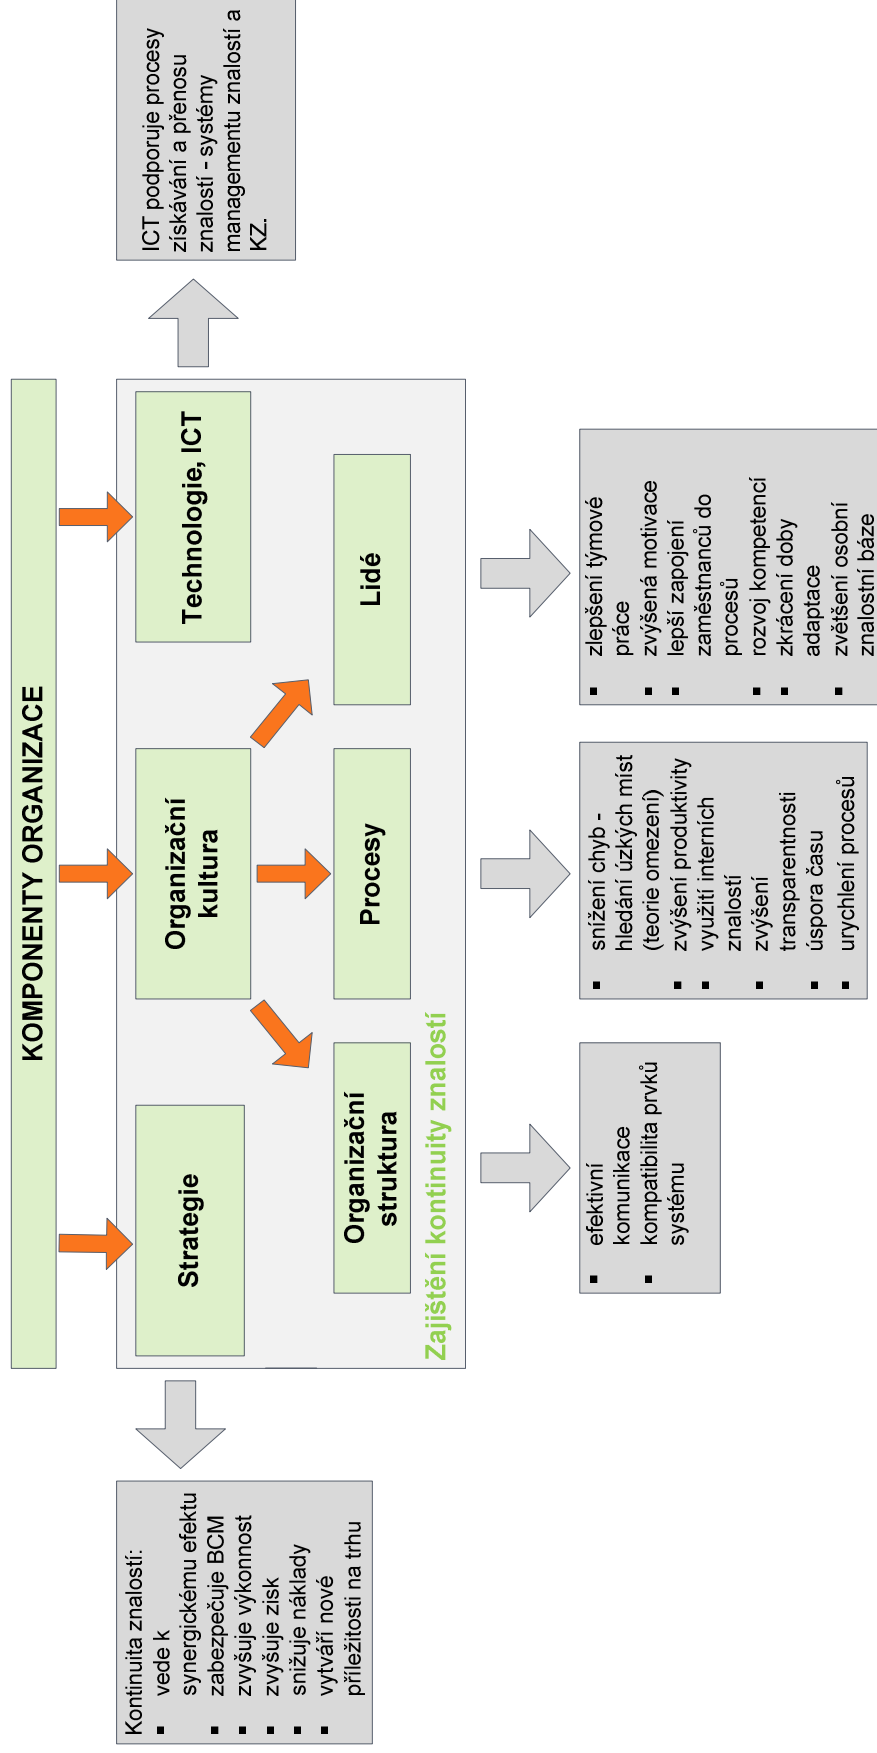 KOMPONENTY ORGANIZACE
Strategie
Organizační
kultura
Technologie, ICT
Organizační
struktura
Procesy
Lidé
Zajištění kontinuity znalostí
Kontinuita znalostí:
▪ vede k
synergickému efektu
▪ zabezpečuje BCM
▪ zvyšuje výkonnost
▪ zvyšuje zisk
▪ snižuje náklady
▪ vytváří nové
příležitosti na trhu
▪ efektivní
komunikace
▪ kompatibilita prvků
systému
▪ snížení chyb -
hledání úzkých míst
(teorie omezení)
▪ zvýšení produktivity
▪ využití interních
znalostí
▪ zvýšení
transparentnosti
▪ úspora času
▪ urychlení procesů
▪ zlepšení týmové
práce
▪ zvýšená motivace
▪ lepší zapojení
zaměstnanců do
procesů
▪ rozvoj kompetencí
▪ zkrácení doby
adaptace
▪ zvětšení osobní
znalostní báze
ICT podporuje procesy
získávání a přenosu
znalostí - systémy
managementu znalostí a
KZ.